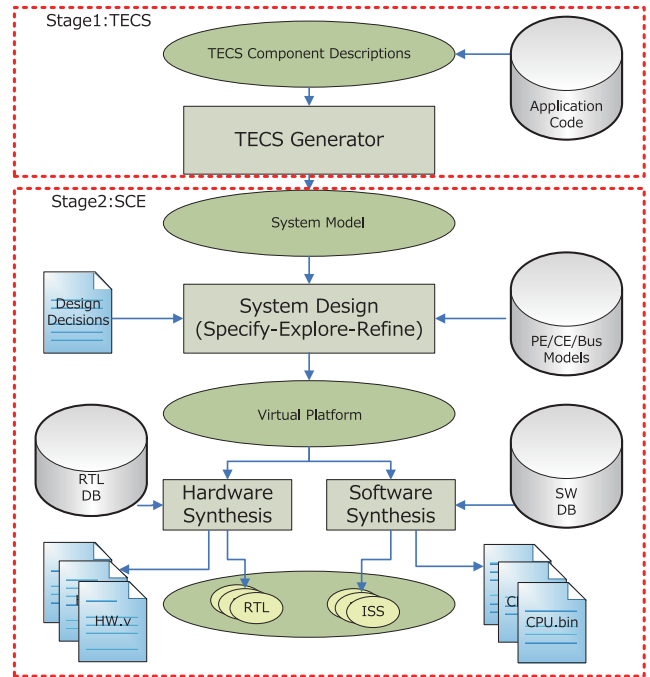 Stage1:TECS
TECS Component Descriptions
Application
Code
TECS Generator
Stage2:SCE
System Model
Design
Decisions
System Design
(Specify-Explore-Refine)
PE/CE/Bus
Models
Virtual Platform
RTL
DB
Hardware
Synthesis
Software
Synthesis
SW
DB
HW.v
RTL
ISS
CPU.bin